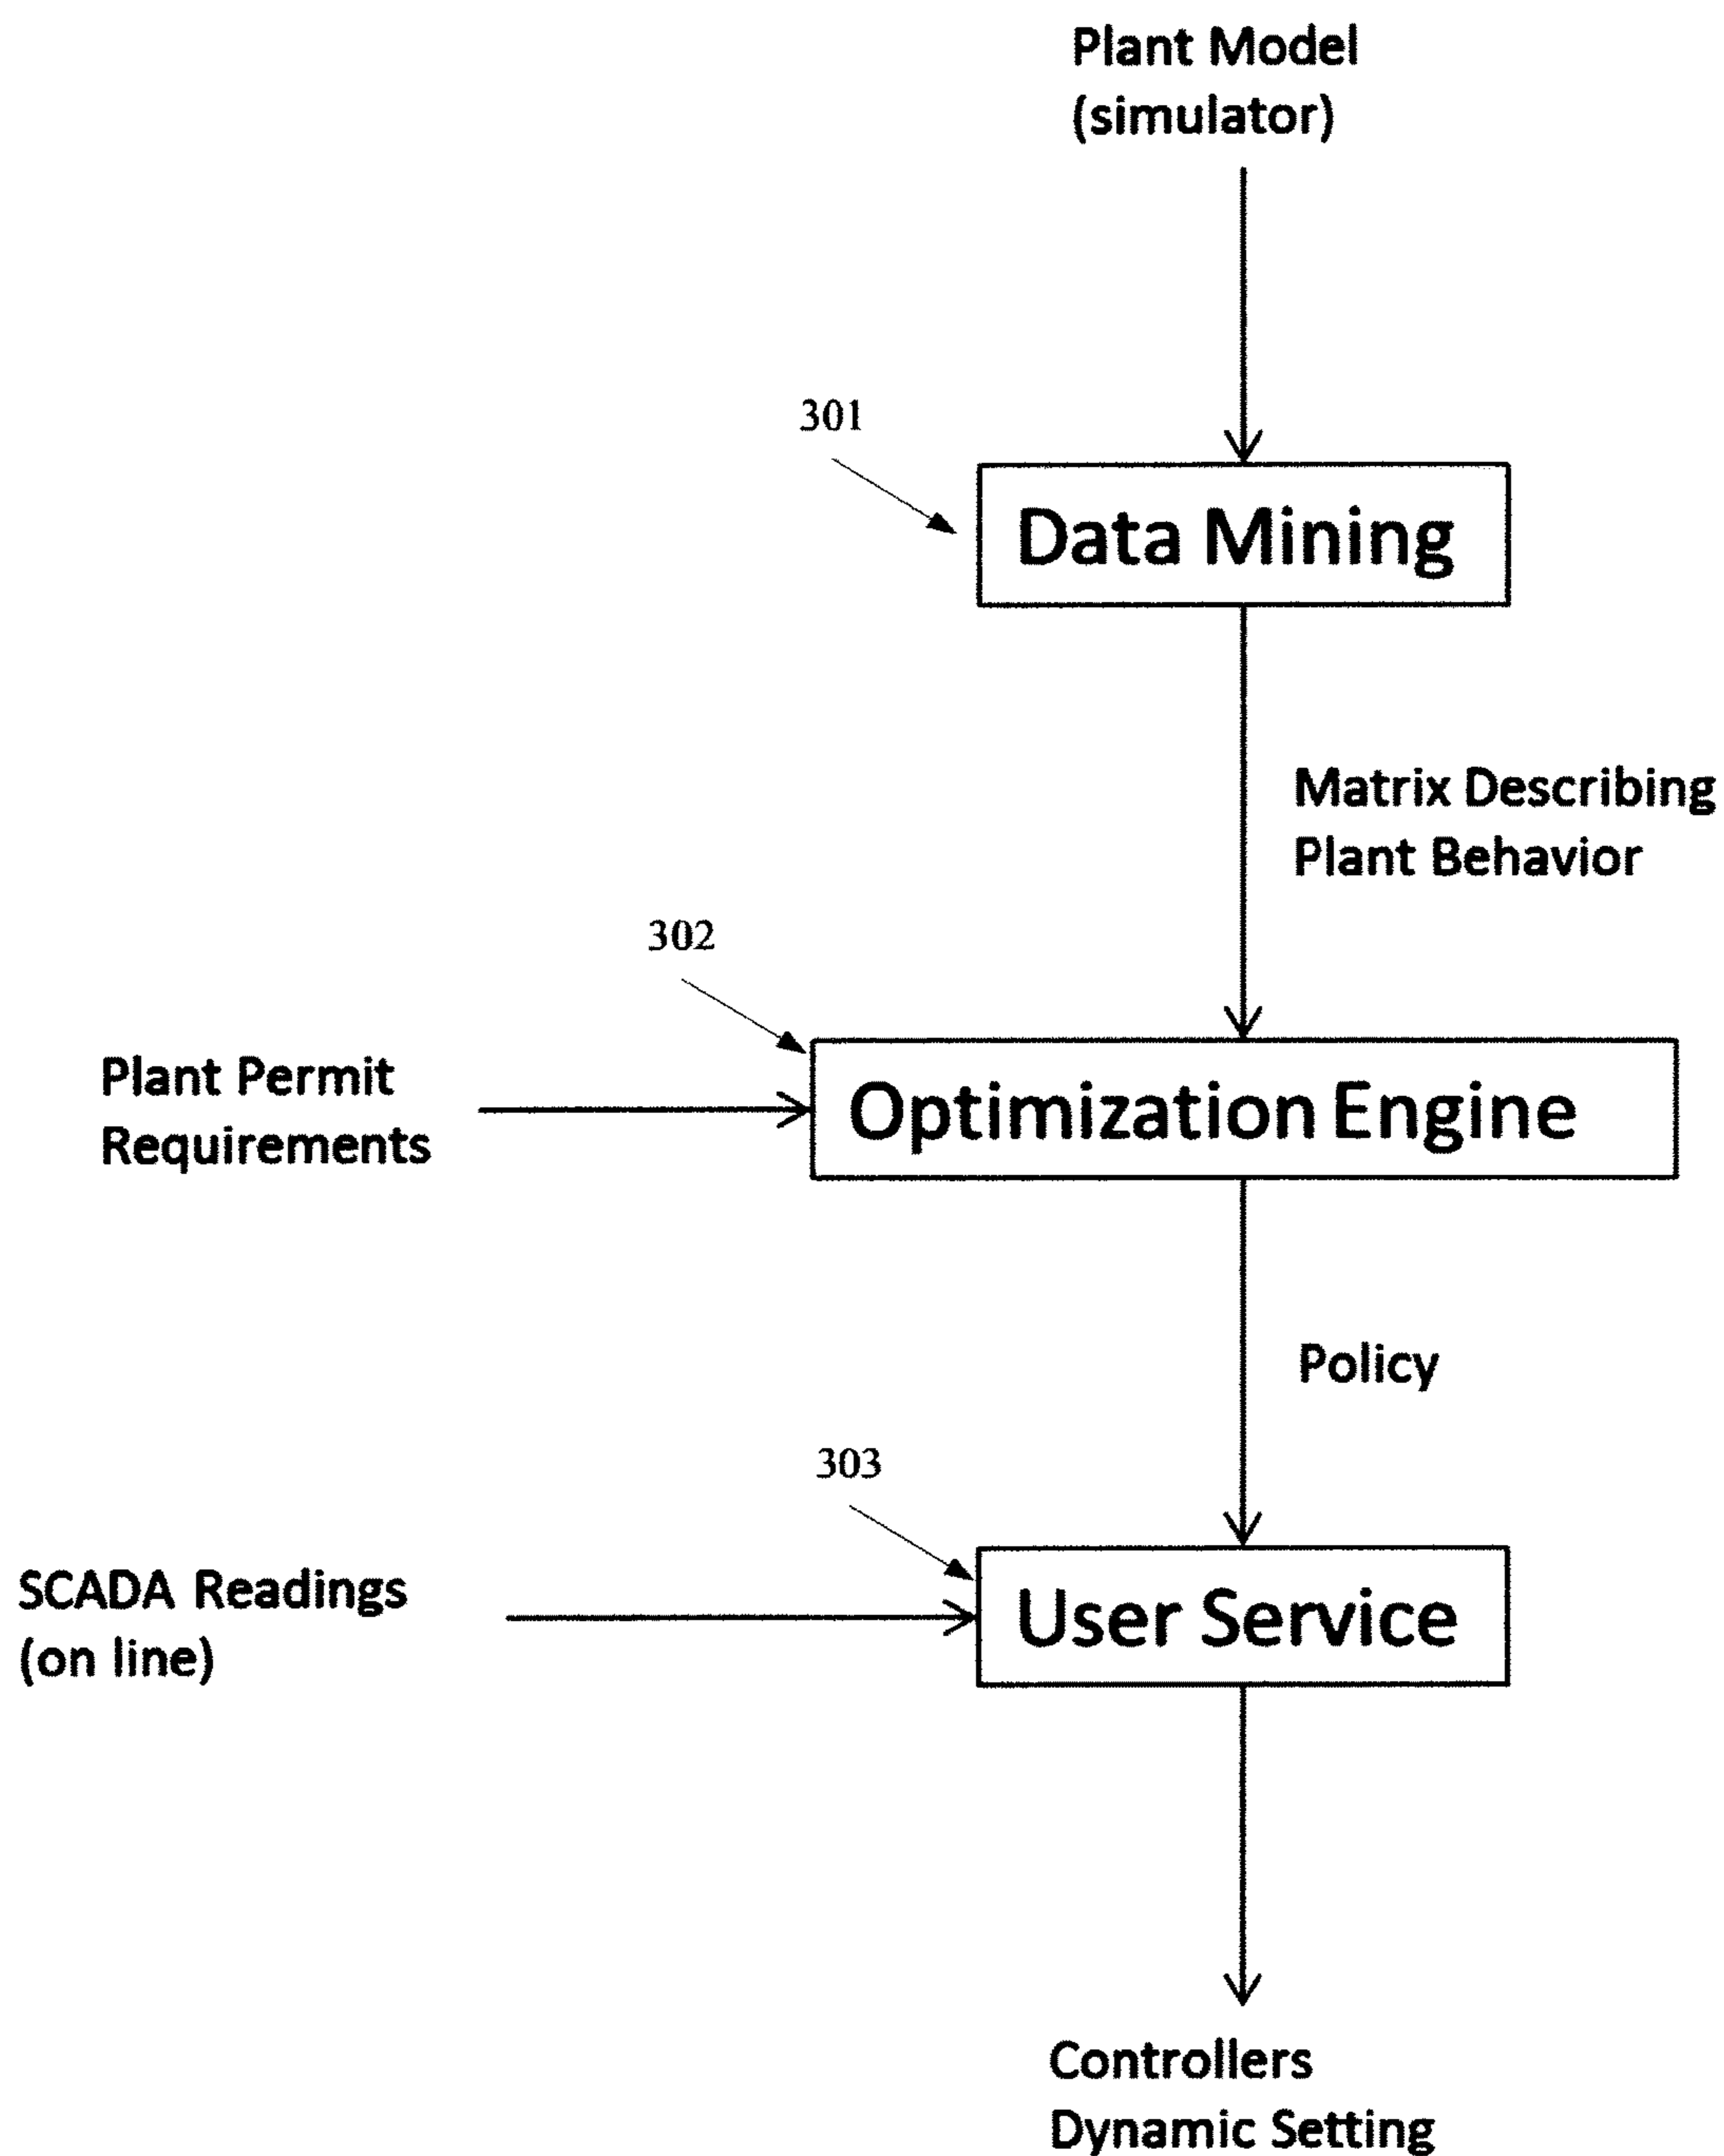 Plant Model
(simulator)
301
Data Mining
Matrix Describing
Plant Behavior
302
Plant Permit
Requirements
Optimization Engine
Policy
303
SCADA Readings
(on line)
User Service
Controllers
Dynamic Setting